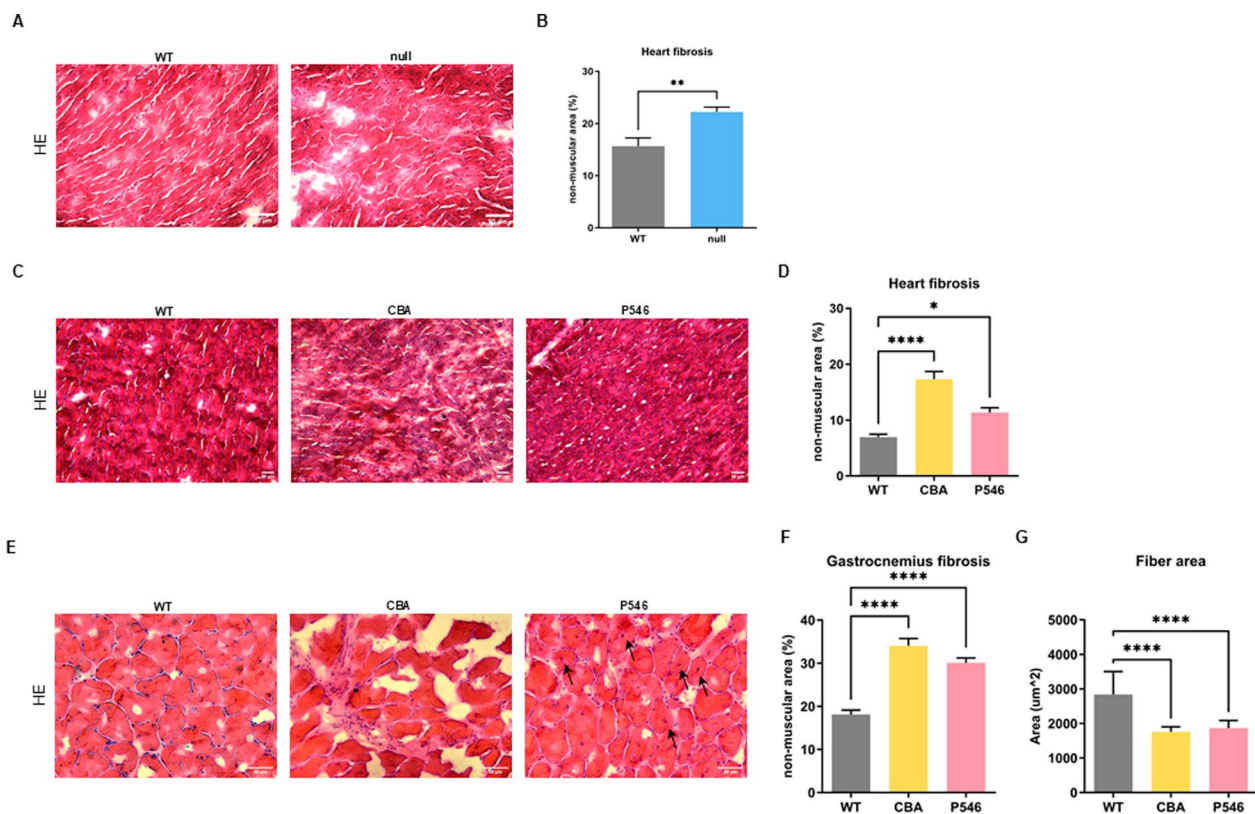 A
WT
null
HE
B
Heart fibrosis
non-muscular area (%)
30
20
10
0
**
WT
null
C
WT
CBA
P546
HE
D
Heart fibrosis
non-muscular area (%)
30
20
10
0
*
****
WT
CBA
P546
E
WT
CBA
P546
HE
F
Gastrocnemius fibrosis
non-muscular area (%)
40
30
20
10
0
****
****
WT
CBA
P546
G
Fiber area
Area (um^2)
5000
4000
3000
2000
1000
0
****
****
WT
CBA
P546